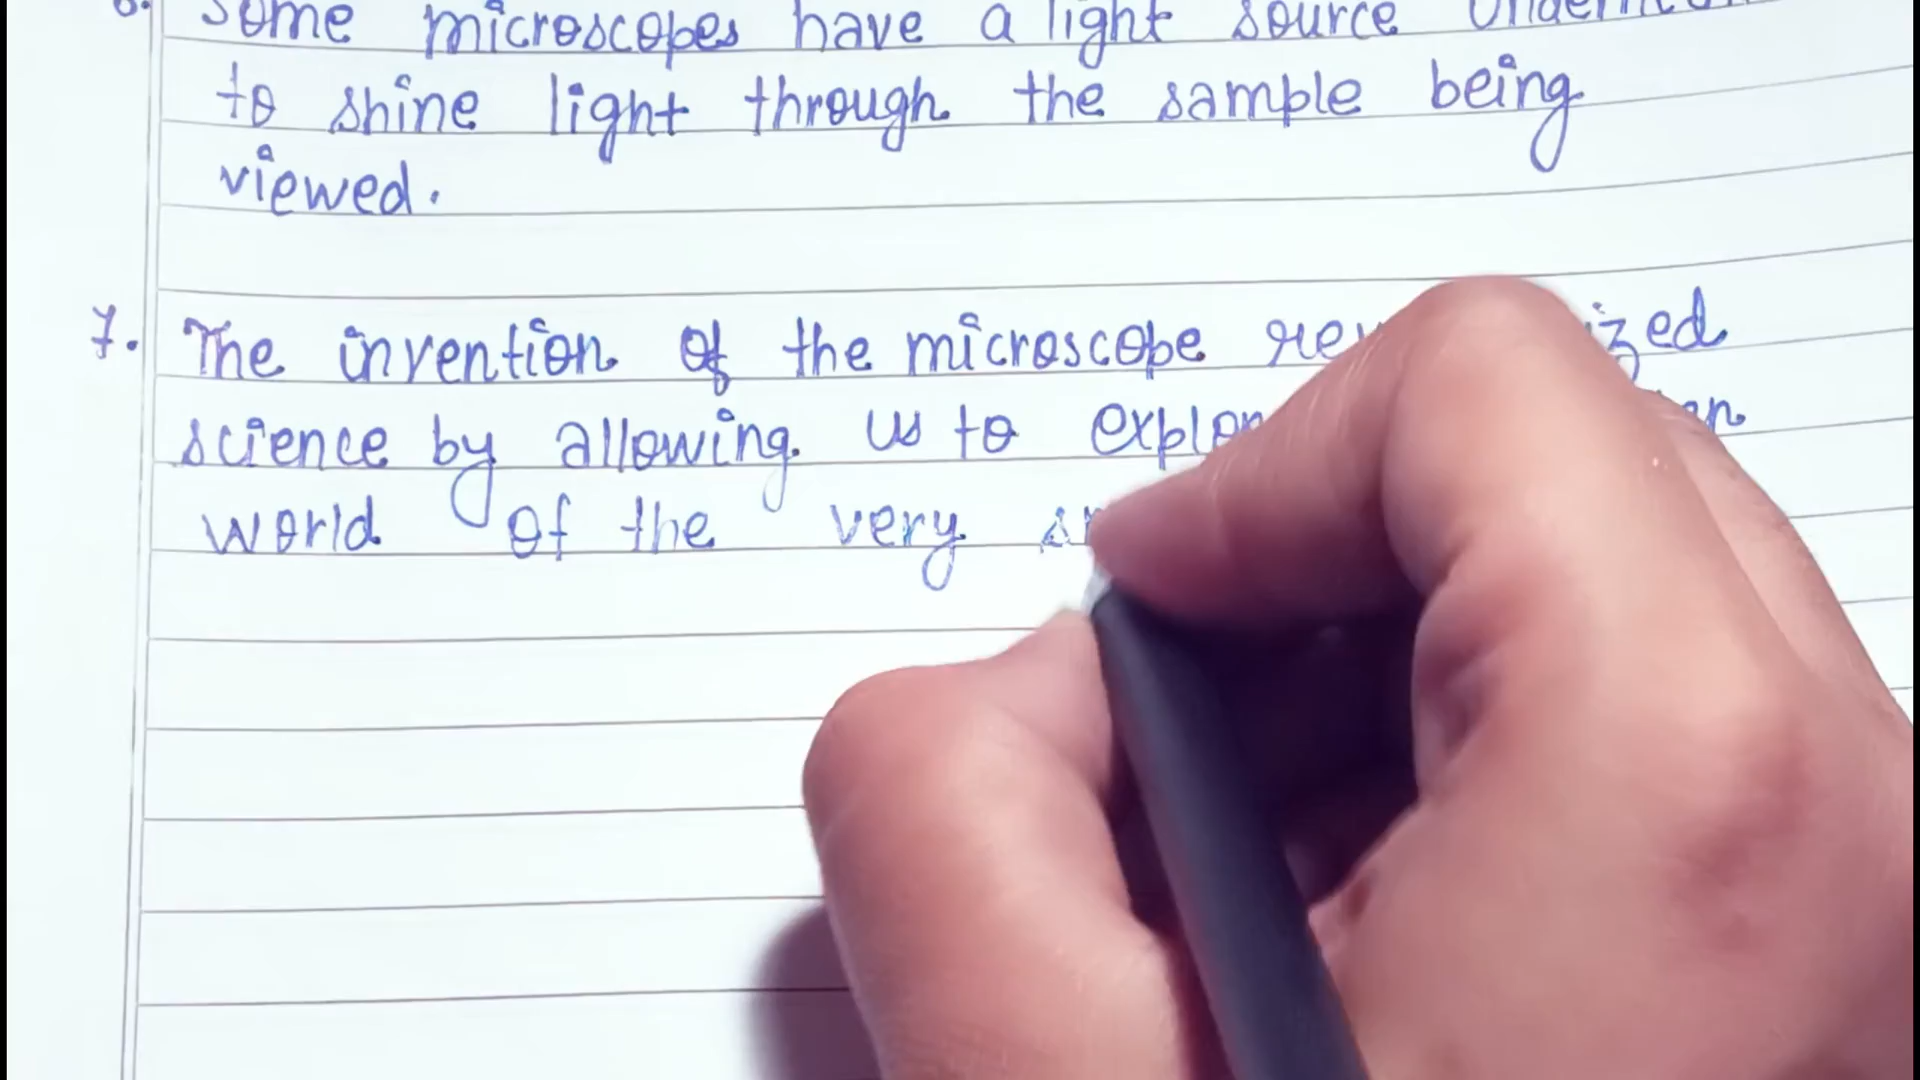 Some microscopes have a light source
to shine light through the sample being
viewed.
7. The invention of the microscope
science by allowing us to
world of the very